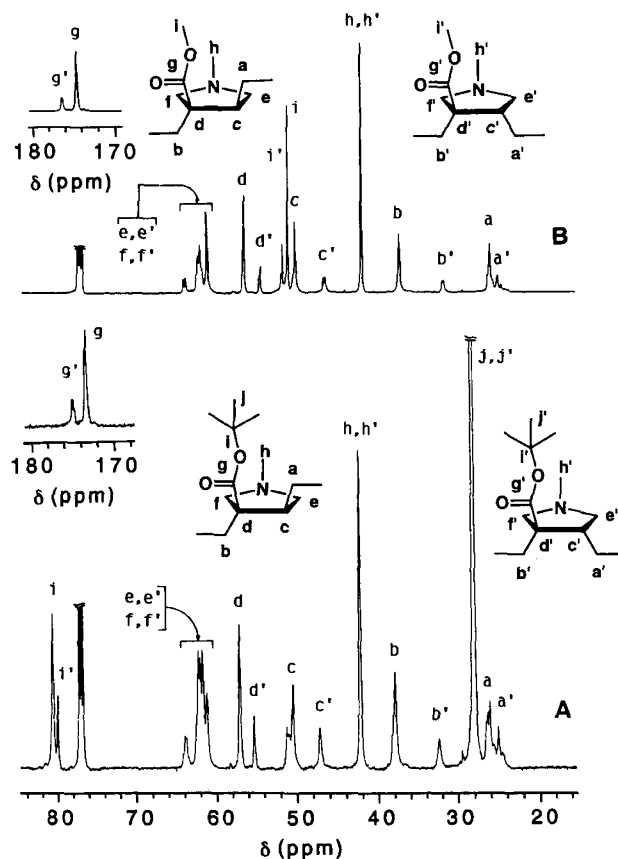 g
g'
180 170
δ (ppm)
i
O
g
O
h
N
a
f
e
d
c
b
i'
O
g'
O
h'
N
f'
e'
d'
c'
b'
a'
h,h'
i
i'
e,e'
f,f'
d
d'
c
c'
b
b'
a
a'
B
g
g'
180 170
δ (ppm)
j
i
O
g
O
h
N
a
f
e
d
c
b
j'
i'
O
g'
O
h'
N
f'
e'
d'
c'
b'
a'
j,j'
h,h'
i
i'
e,e'
f,f'
d
d'
c
c'
b
b'
a
a'
A
80 70 60 50 40 30 20
δ (ppm)